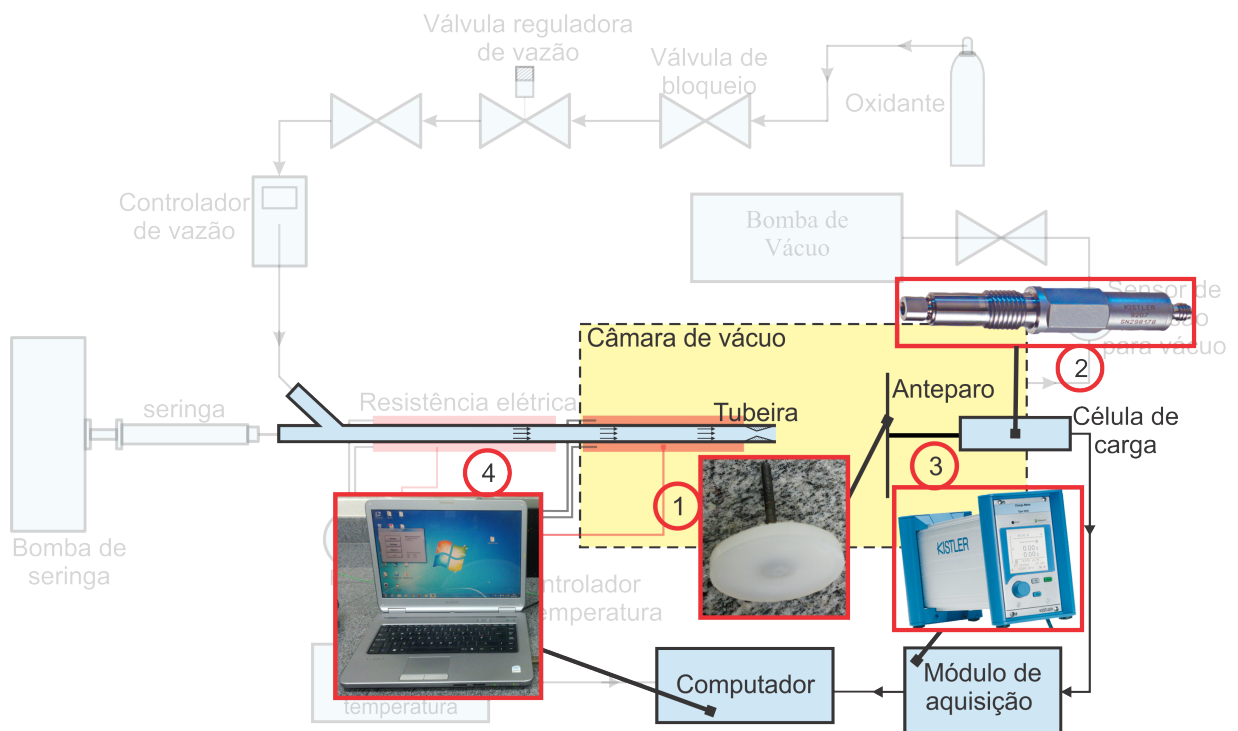 Válvula reguladora
de vazão
Válvula de
bloqueio
Oxidante
Controlador
de vazão
Bomba de
Vácuo
Sensor de
para vácuo
KISTLER
Câmara de vácuo
2
Anteparo
seringa
Resistência elétrica
Tubeira
Célula de
carga
4
3
1
KISTLER
Bomba de
seringa
Módulo de
aquisição
Computador
temperatura